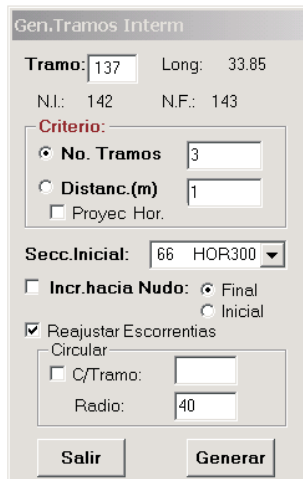 Gen.Tramos Interm
Tramo: 137 Long: 33.85
N.I.: 142 N.F.: 143
Criterio:
No. Tramos 3
Distanc.(m) 1
Proyec Hor.
Secc.Inicial: 66 HOR300
Incr.hacia Nudo: Final
Inicial
Reajustar Escorrentias
Circular
C/Tramo:
Radio: 40
Salir Generar